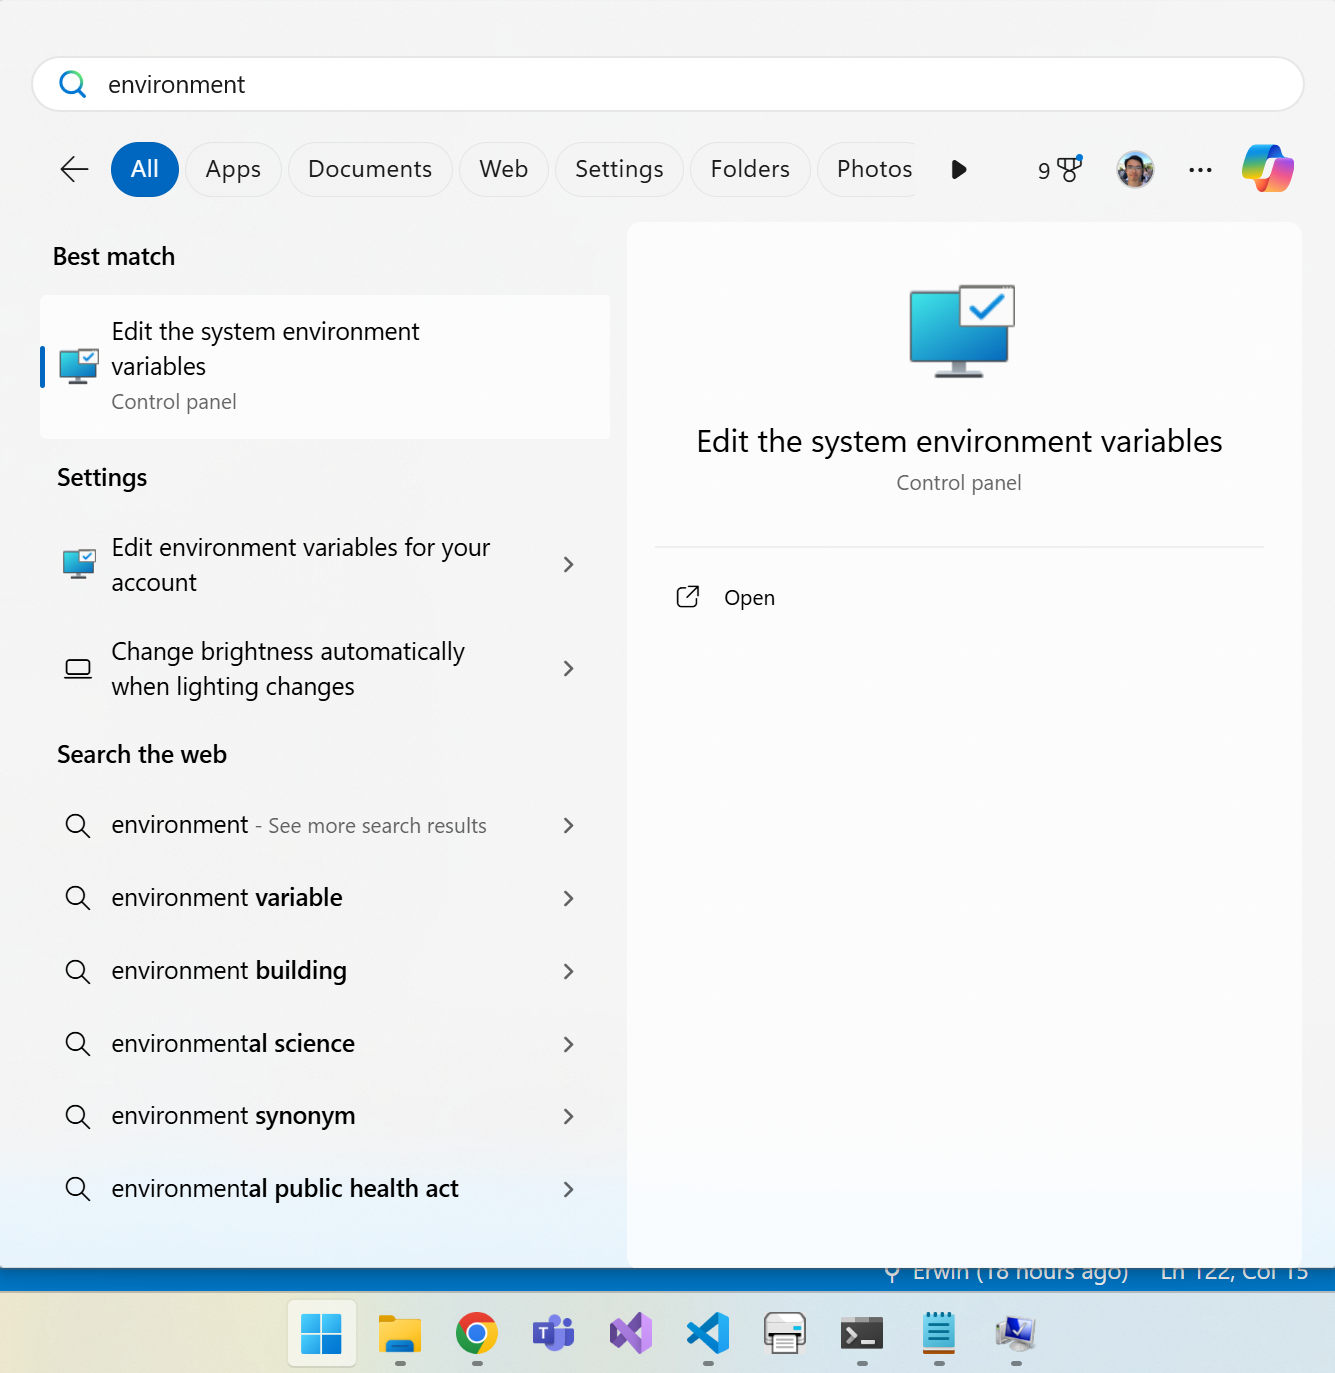 environment
All
Apps
Documents
Web
Settings
Folders
Photos
9
Best match
Edit the system environment
variables
Control panel
Settings
Edit environment variables for your
account
Change brightness automatically
when lighting changes
Search the web
environment - See more search results
environment variable
environment building
environmental science
environment synonym
environmental public health act
Edit the system environment variables
Control panel
Open
Erwin (18 hours ago)
Ln 122, Col 15
T